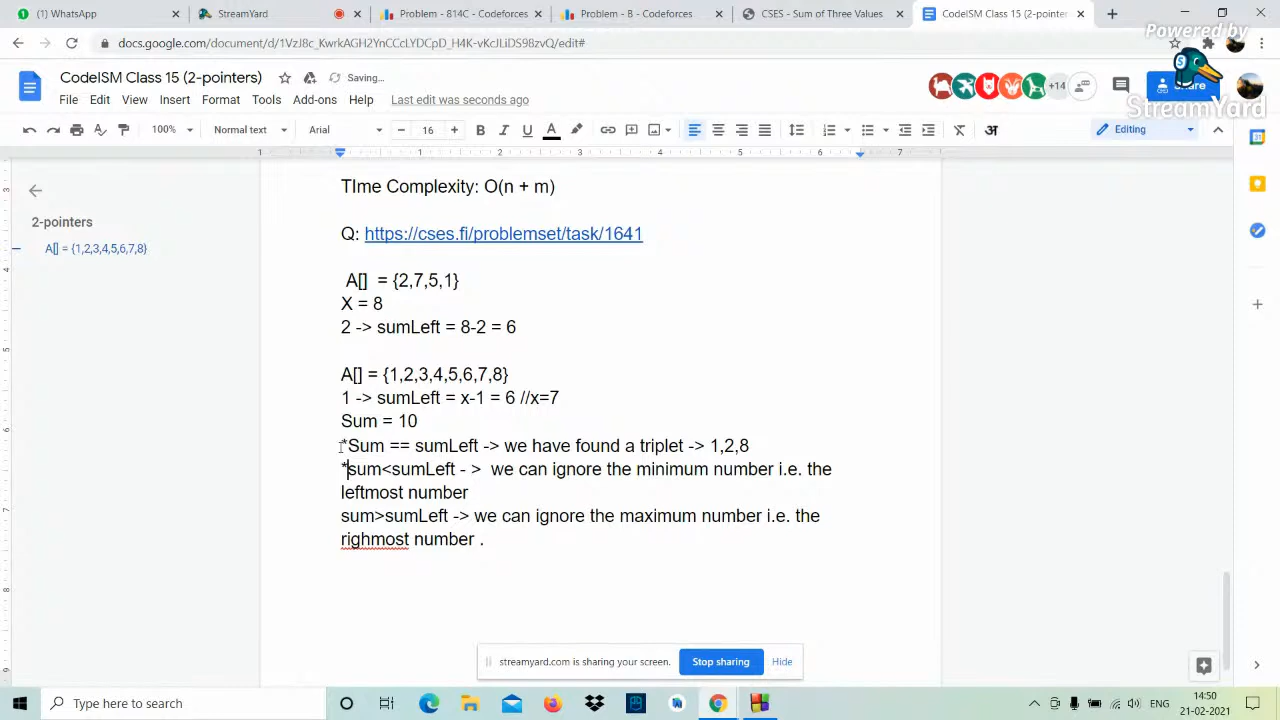 WhatsApp
StreamYard
Problem - 814C - Codeforces
Problem - B - Codeforces
CSES - Sum of Three Values
CodeISM Class 15 (2-pointer
Powered by
StreamYard
CodeISM Class 15 (2-pointers)
Saving...
File Edit View Insert Format Tools Add-ons Help Last edit was seconds ago
+14
Share
100% Normal text Arial 16 B I U A अ Editing
1 1 2 3 4 5 6 7
2-pointers
A[] = {1,2,3,4,5,6,7,8}
TIme Complexity: O(n + m)
Q: https://cses.fi/problemset/task/1641
A[] = {2,7,5,1}
X = 8
2 -> sumLeft = 8-2 = 6
A[] = {1,2,3,4,5,6,7,8}
1 -> sumLeft = x-1 = 6 //x=7
Sum = 10
*Sum == sumLeft -> we have found a triplet -> 1,2,8
*sum<sumLeft - > we can ignore the minimum number i.e. the
leftmost number
sum>sumLeft -> we can ignore the maximum number i.e. the
righmost number .
streamyard.com is sharing your screen. Stop sharing Hide
Type here to search
ENG
14:50
21-02-2021